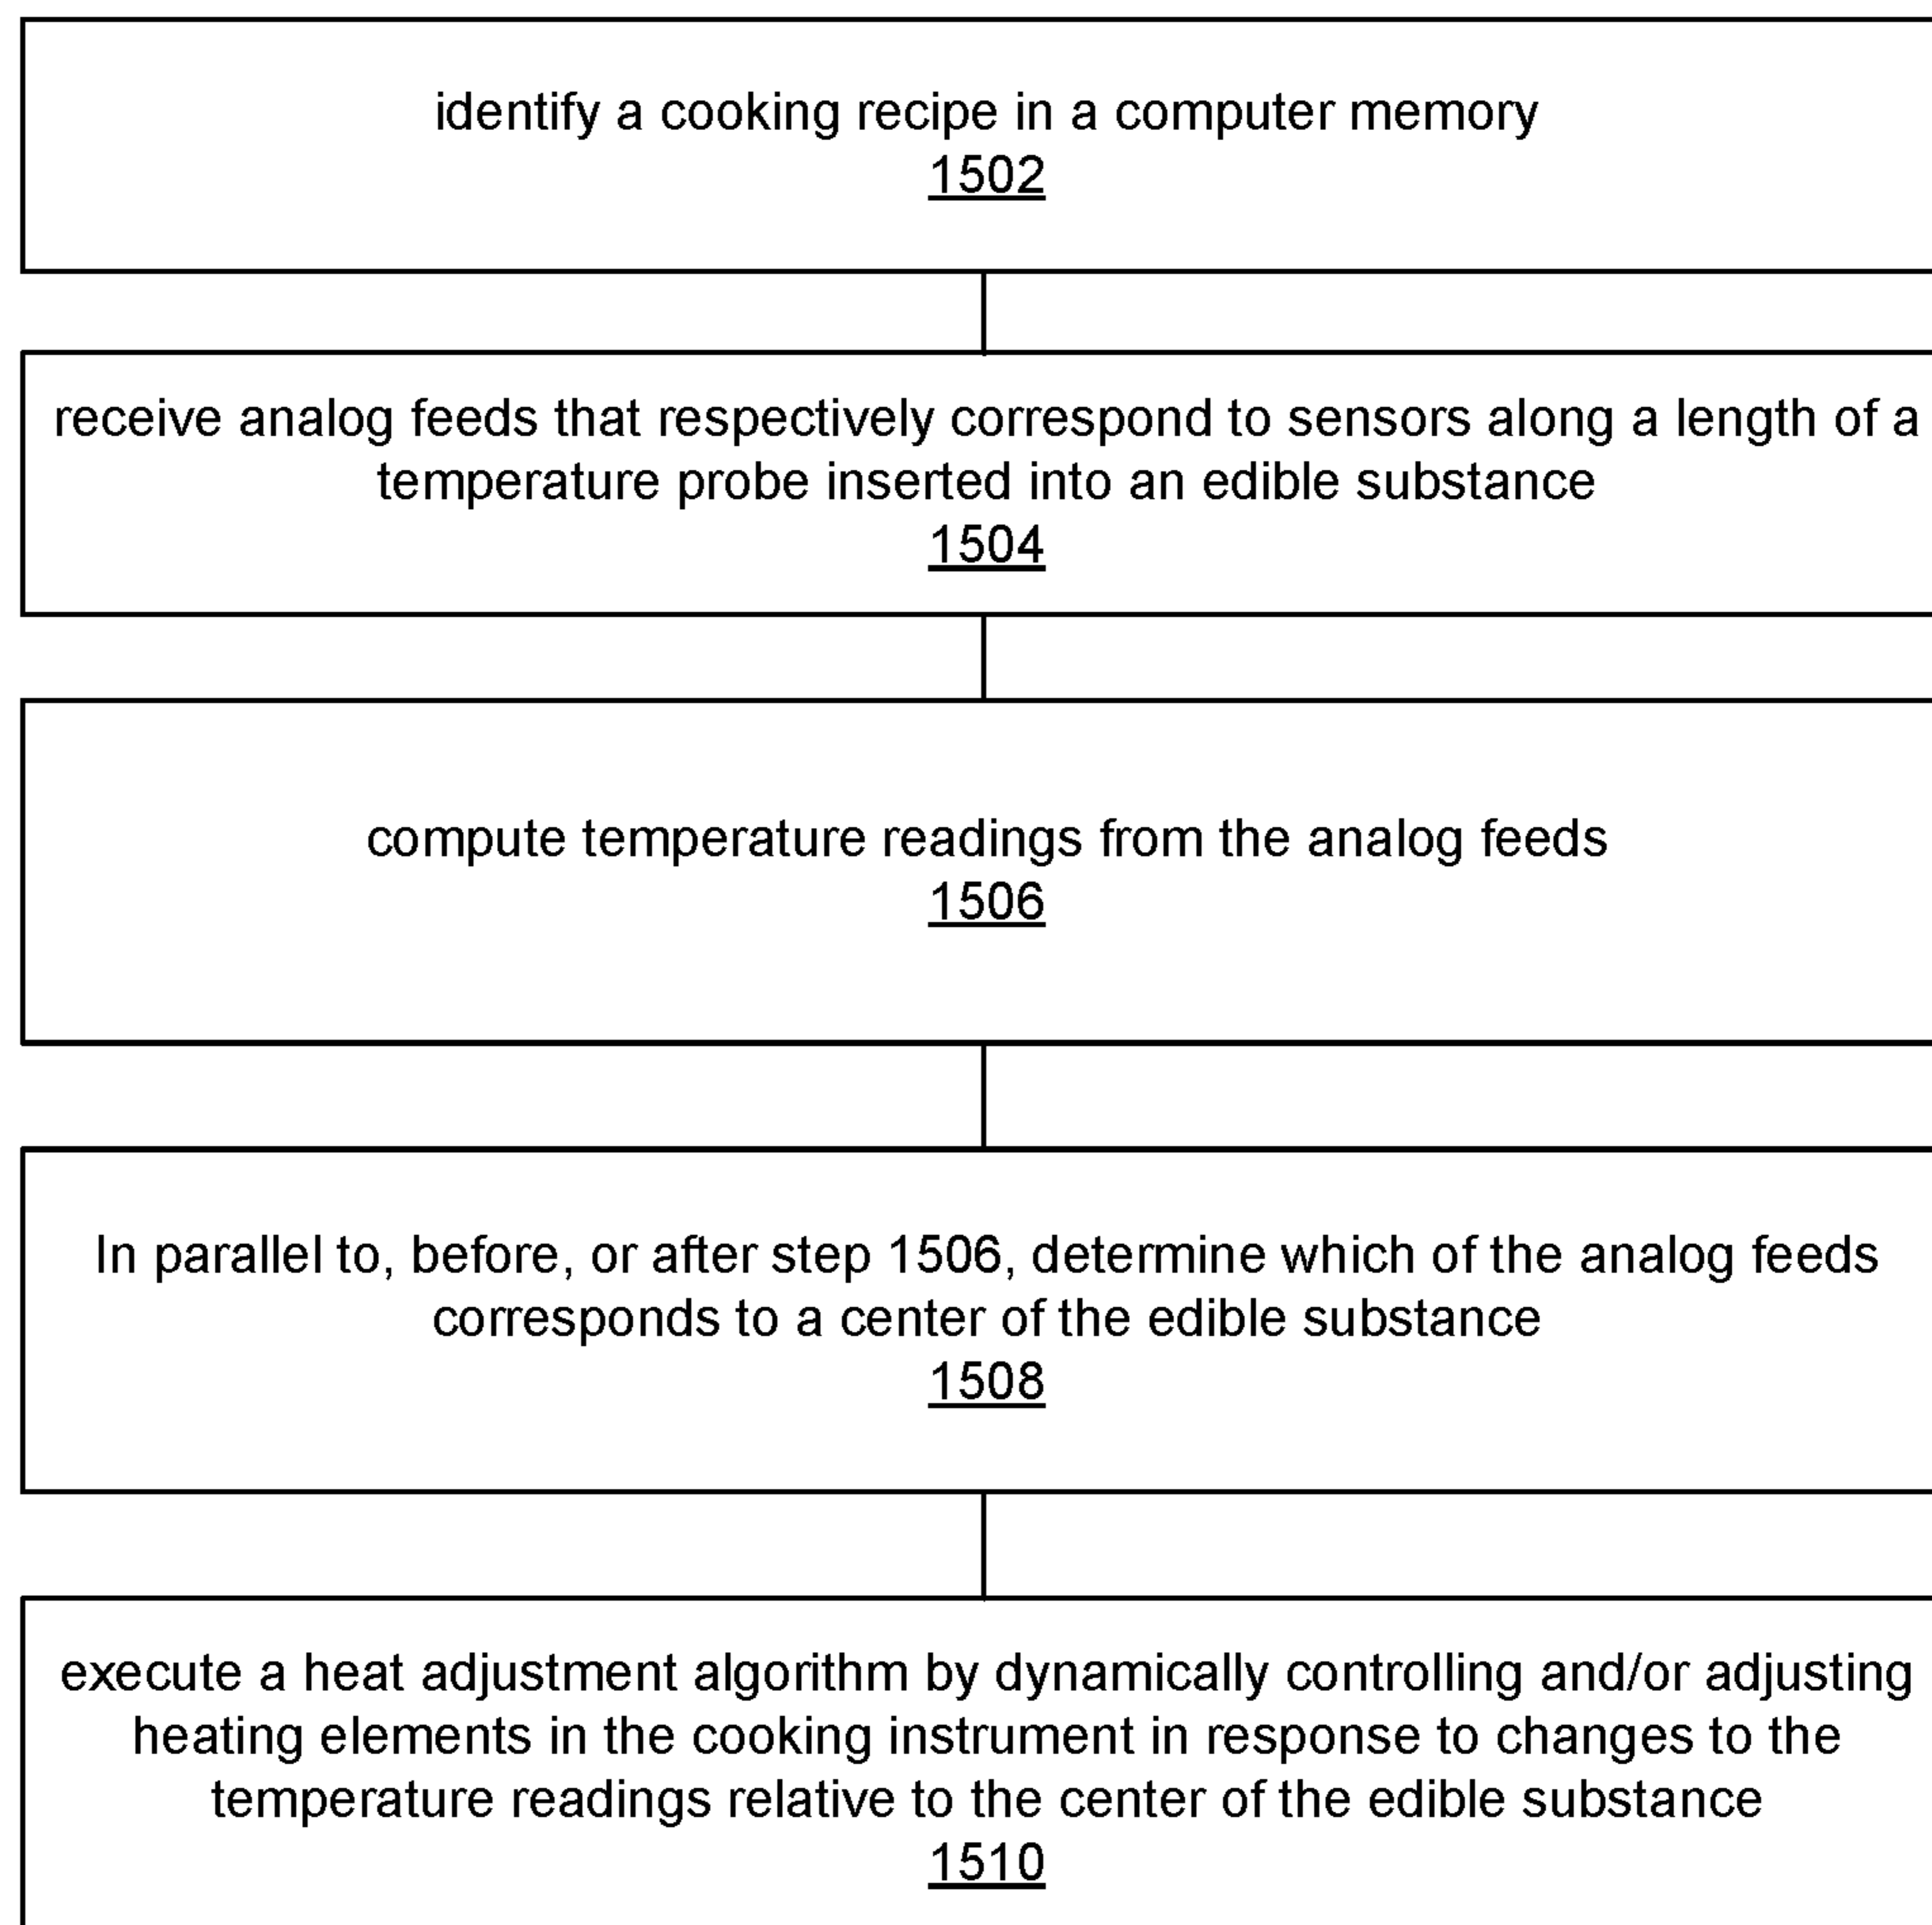 identify a cooking recipe in a computer memory
1502
receive analog feeds that respectively correspond to sensors along a length of a
temperature probe inserted into an edible substance
1504
compute temperature readings from the analog feeds
1506
In parallel to, before, or after step 1506, determine which of the analog feeds
corresponds to a center of the edible substance
1508
execute a heat adjustment algorithm by dynamically controlling and/or adjusting
heating elements in the cooking instrument in response to changes to the
temperature readings relative to the center of the edible substance
1510